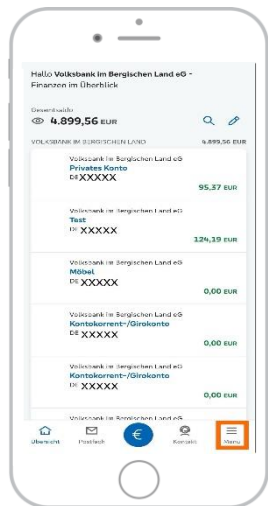 Hallo Volksbank im Bergischen Land eG -
Finanzen im Überblick
Gesamtsaldo
4.899,56 EUR
VOLKSBANK IM BERGISCHEN LAND 4.899,56 EUR
Volksbank im Bergischen Land eG
Privates Konto
DE XXXXX
95,37 EUR
Volksbank im Bergischen Land eG
Test
DE XXXXX
124,19 EUR
Volksbank im Bergischen Land eG
Möbel
DE XXXXX
0,00 EUR
Volksbank im Bergischen Land eG
Kontokorrent-/Girokonto
DE XXXXX
0,00 EUR
Volksbank im Bergischen Land eG
Kontokorrent-/Girokonto
DE XXXXX
0,00 EUR
Volksbank im Bergischen Land eG
Übersicht Postfach € Kontakt Menü